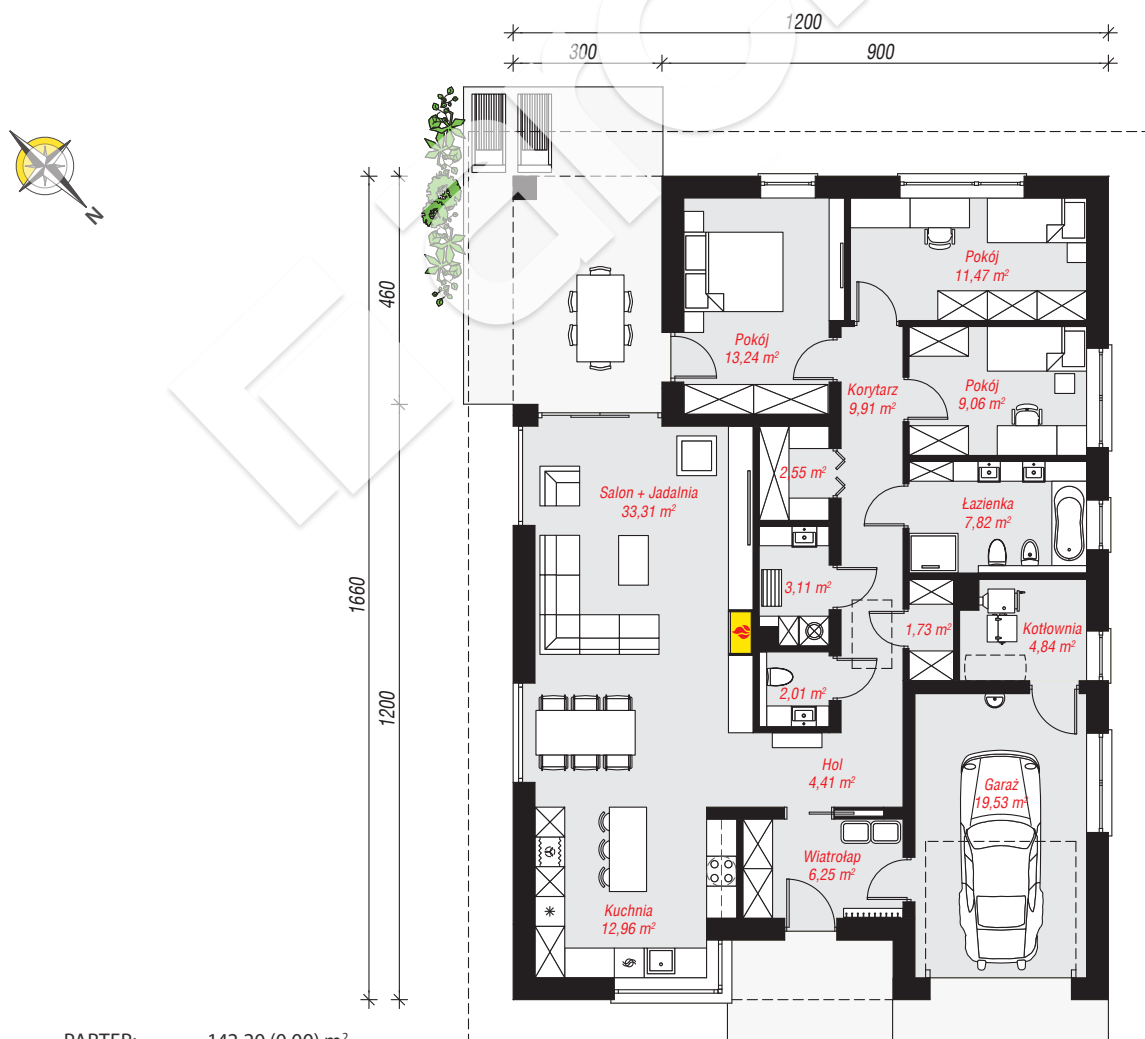 1200
300
900
460
1660
1200
N
Pokój
11,47 m²
Pokój
13,24 m²
Korytarz
9,91 m²
Pokój
9,06 m²
2,55 m²
Salon + Jadalnia
33,31 m²
Łazienka
7,82 m²
3,11 m²
1,73 m²
Kotłownia
4,84 m²
2,01 m²
Hol
4,41 m²
Garaż
19,53 m²
Wiatrołap
6,25 m²
Kuchnia
12,96 m²
PARTER: